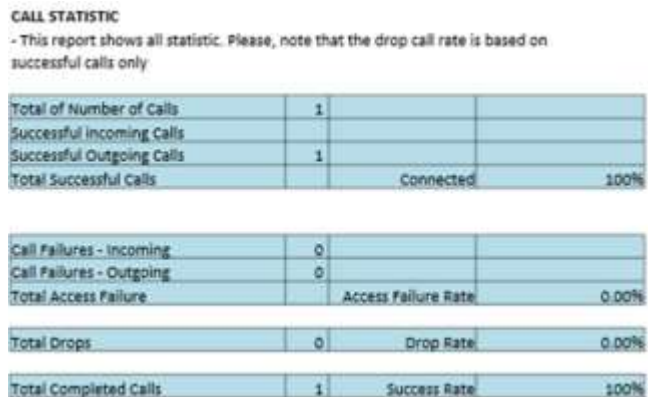 CALL STATISTIC
- This report shows all statistic. Please, note that the drop call rate is based on
successful calls only
Total of Number of Calls 1
Successful Incoming Calls
Successful Outgoing Calls 1
Total Successful Calls Connected 100%
Call Failures - Incoming 0
Call Failures - Outgoing 0
Total Access Failure Access Failure Rate 0.00%
Total Drops 0 Drop Rate 0.00%
Total Completed Calls 1 Success Rate 100%